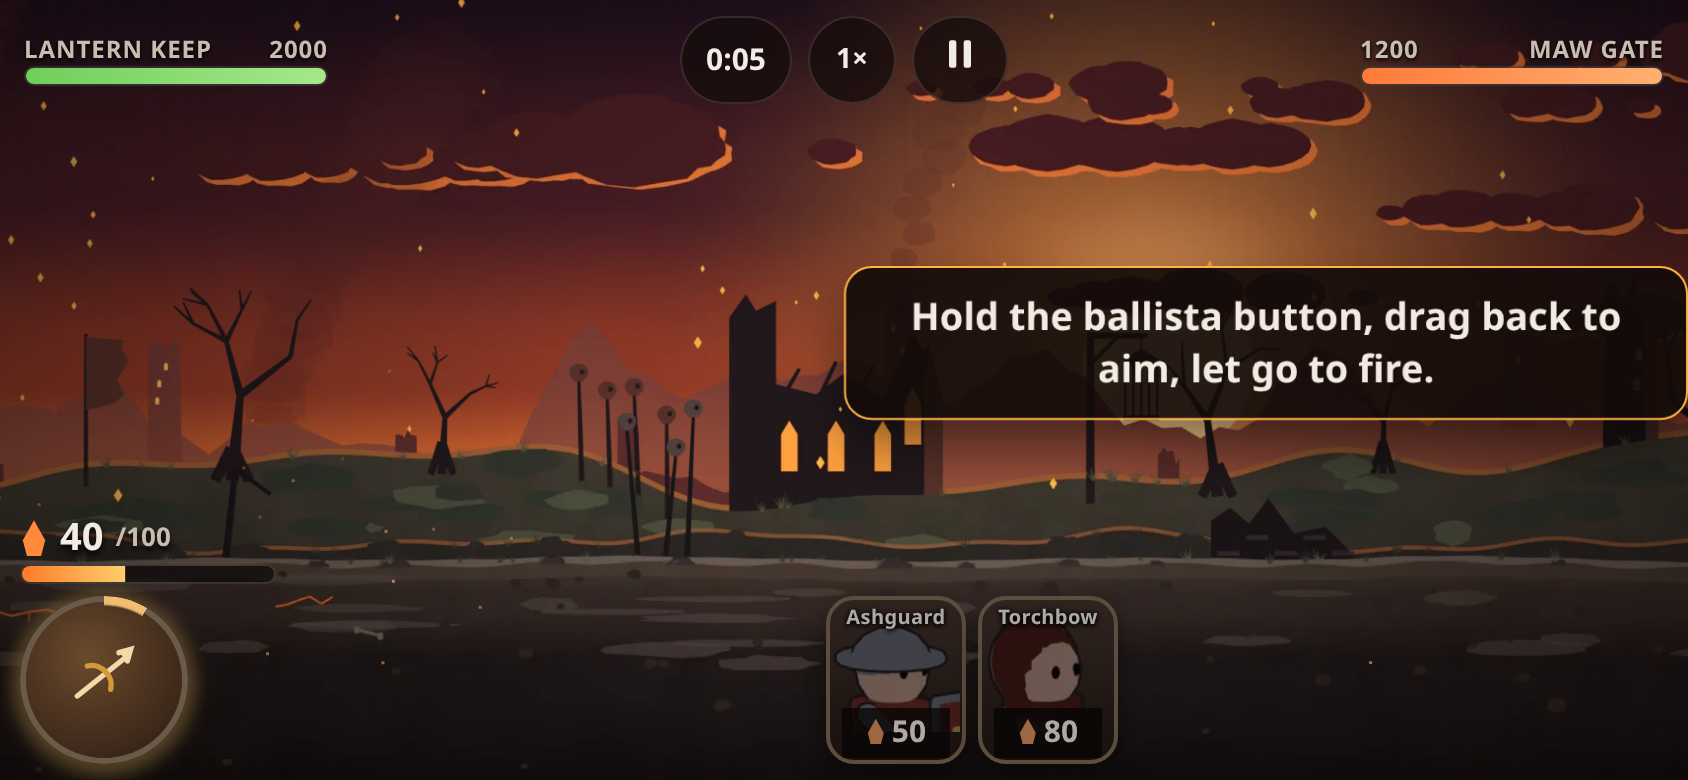 LANTERN KEEP 2000
0:05
1×
1200 MAW GATE
Hold the ballista button, drag back to
aim, let go to fire.
40 /100
Ashguard
50
Torchbow
80